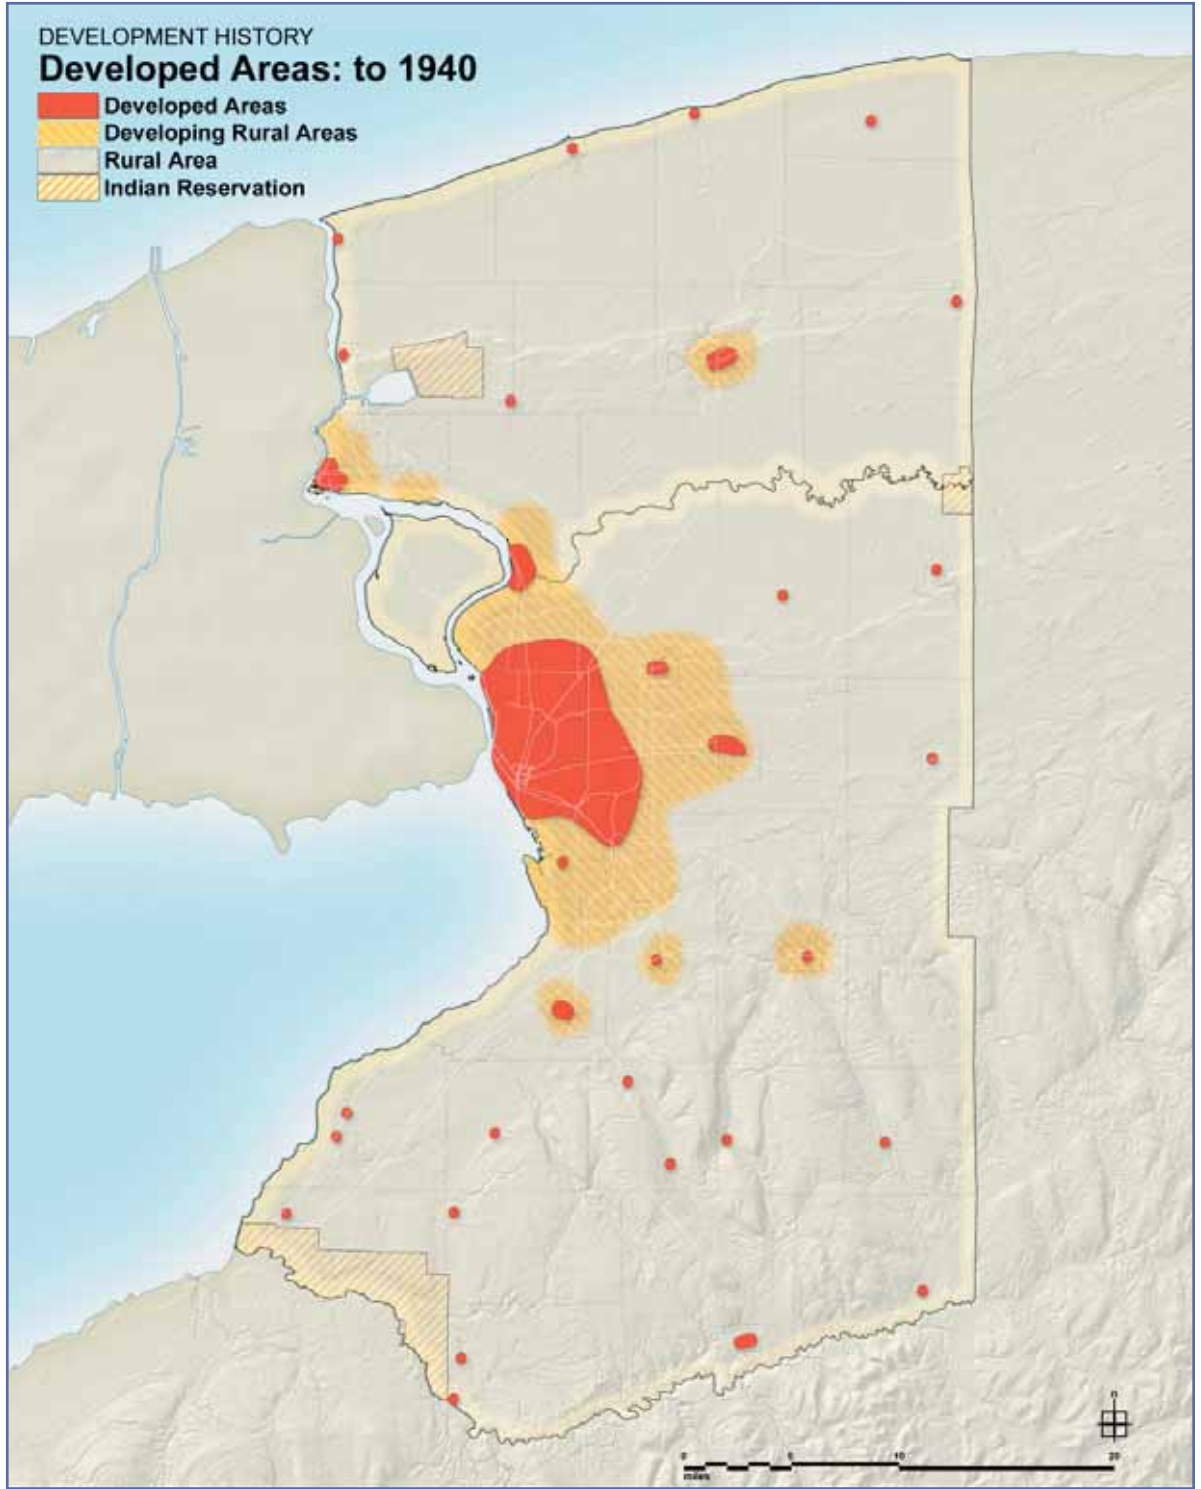 DEVELOPMENT HISTORY
Developed Areas: to 1940
Developed Areas
Developing Rural Areas
Rural Area
Indian Reservation
n
0 5 10 20
miles